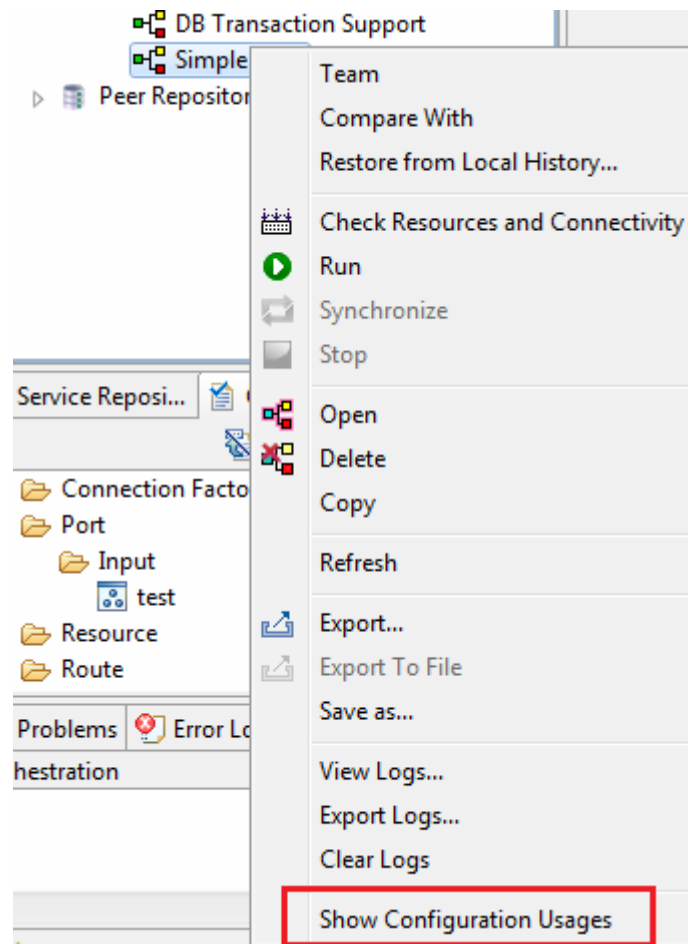 DB Transaction Support
Simple
Peer Repositor
Team
Compare With
Restore from Local History...
Check Resources and Connectivity
Run
Synchronize
Stop
Open
Delete
Copy
Refresh
Export...
Export To File
Save as...
View Logs...
Export Logs...
Clear Logs
Show Configuration Usages
Service Reposi...
Connection Facto
Port
Input
test
Resource
Route
Problems
Error Lo
hestration